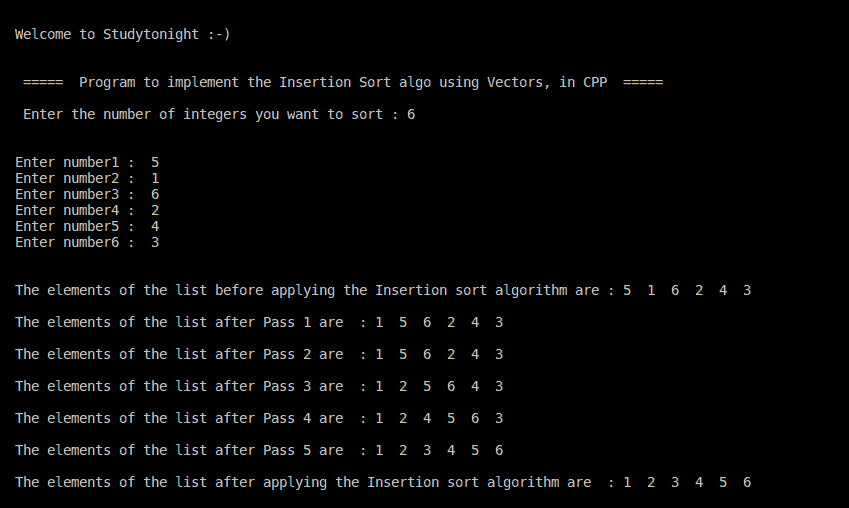 Welcome to Studytonight :-)
===== Program to implement the Insertion Sort algo using Vectors, in CPP =====
Enter the number of integers you want to sort : 6
Enter number1 : 5
Enter number2 : 1
Enter number3 : 6
Enter number4 : 2
Enter number5 : 4
Enter number6 : 3
The elements of the list before applying the Insertion sort algorithm are : 5 1 6 2 4 3
The elements of the list after Pass 1 are : 1 5 6 2 4 3
The elements of the list after Pass 2 are : 1 5 6 2 4 3
The elements of the list after Pass 3 are : 1 2 5 6 4 3
The elements of the list after Pass 4 are : 1 2 4 5 6 3
The elements of the list after Pass 5 are : 1 2 3 4 5 6
The elements of the list after applying the Insertion sort algorithm are : 1 2 3 4 5 6